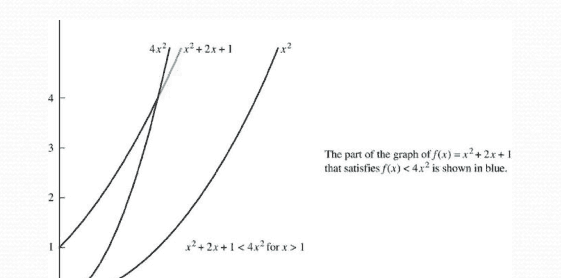 4x² x² + 2x + 1 x²
4
3
The part of the graph of f(x) = x² + 2x + 1
that satisfies f(x) < 4x² is shown in blue.
2
1
x² + 2x + 1 < 4x² for x > 1